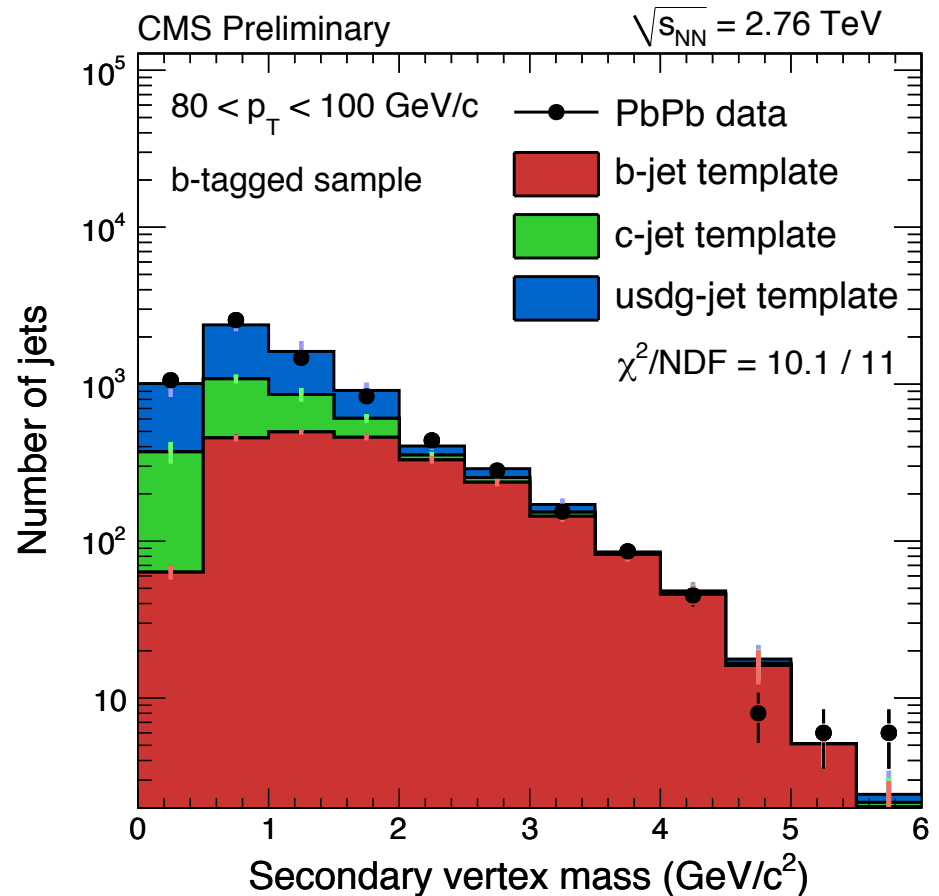 CMS Preliminary
√s_NN = 2.76 TeV
80 < p_T < 100 GeV/c
b-tagged sample
PbPb data
b-jet template
c-jet template
usdg-jet template
χ²/NDF = 10.1 / 11
Number of jets
10⁵
10⁴
10³
10²
10
0 1 2 3 4 5 6
Secondary vertex mass (GeV/c²)